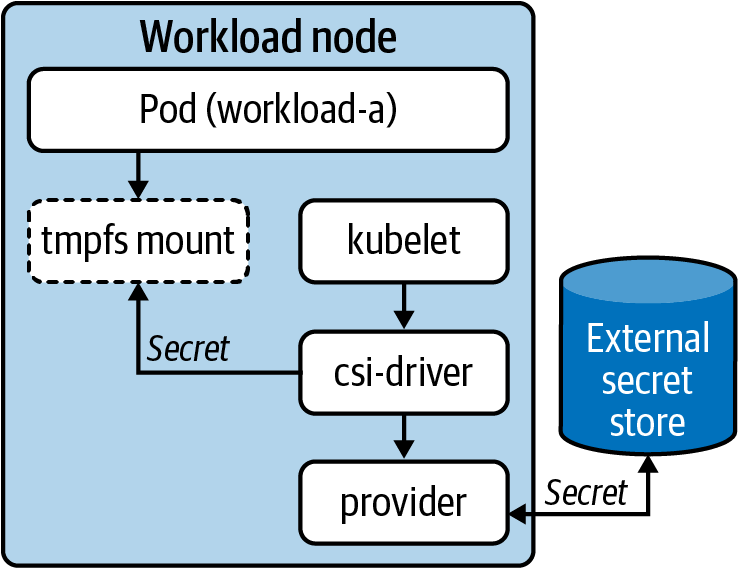 Workload node
Pod (workload-a)
tmpfs mount
kubelet
Secret
csi-driver
External
secret
store
provider
Secret